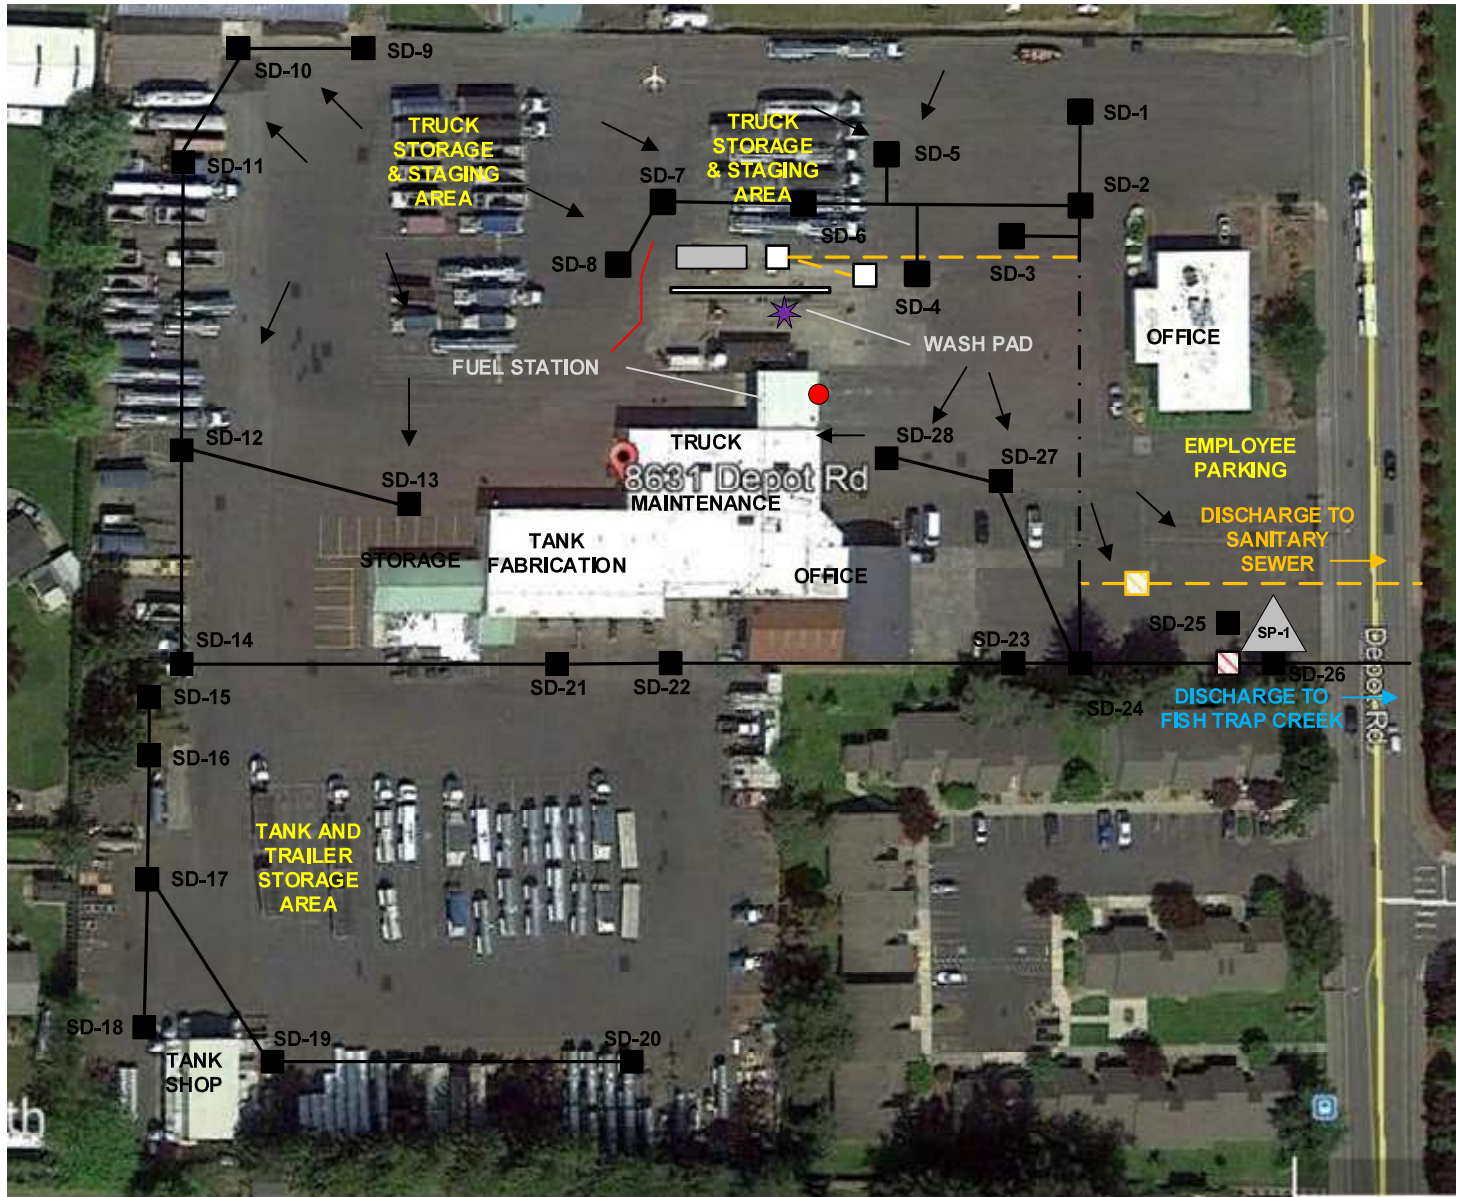 SD-9
SD-10
SD-1
TRUCK
STORAGE
& STAGING
AREA
TRUCK
STORAGE
& STAGING
AREA
SD-5
SD-11
SD-7
SD-2
SD-6
SD-8
SD-3
SD-4
OFFICE
WASH PAD
FUEL STATION
SD-12
SD-28
TRUCK
MAINTENANCE
EMPLOYEE
PARKING
SD-27
SD-13
8631 Depot Rd
DISCHARGE TO
SANITARY
SEWER
STORAGE
TANK
FABRICATION
OFFICE
SD-25
SP-1
SD-14
SD-23
SD-26
SD-21
SD-22
SD-15
SD-24
DISCHARGE TO
FISH TRAP CREEK
Depot Rd
SD-16
TANK AND
TRAILER
STORAGE
AREA
SD-17
SD-18
SD-19
SD-20
TANK
SHOP